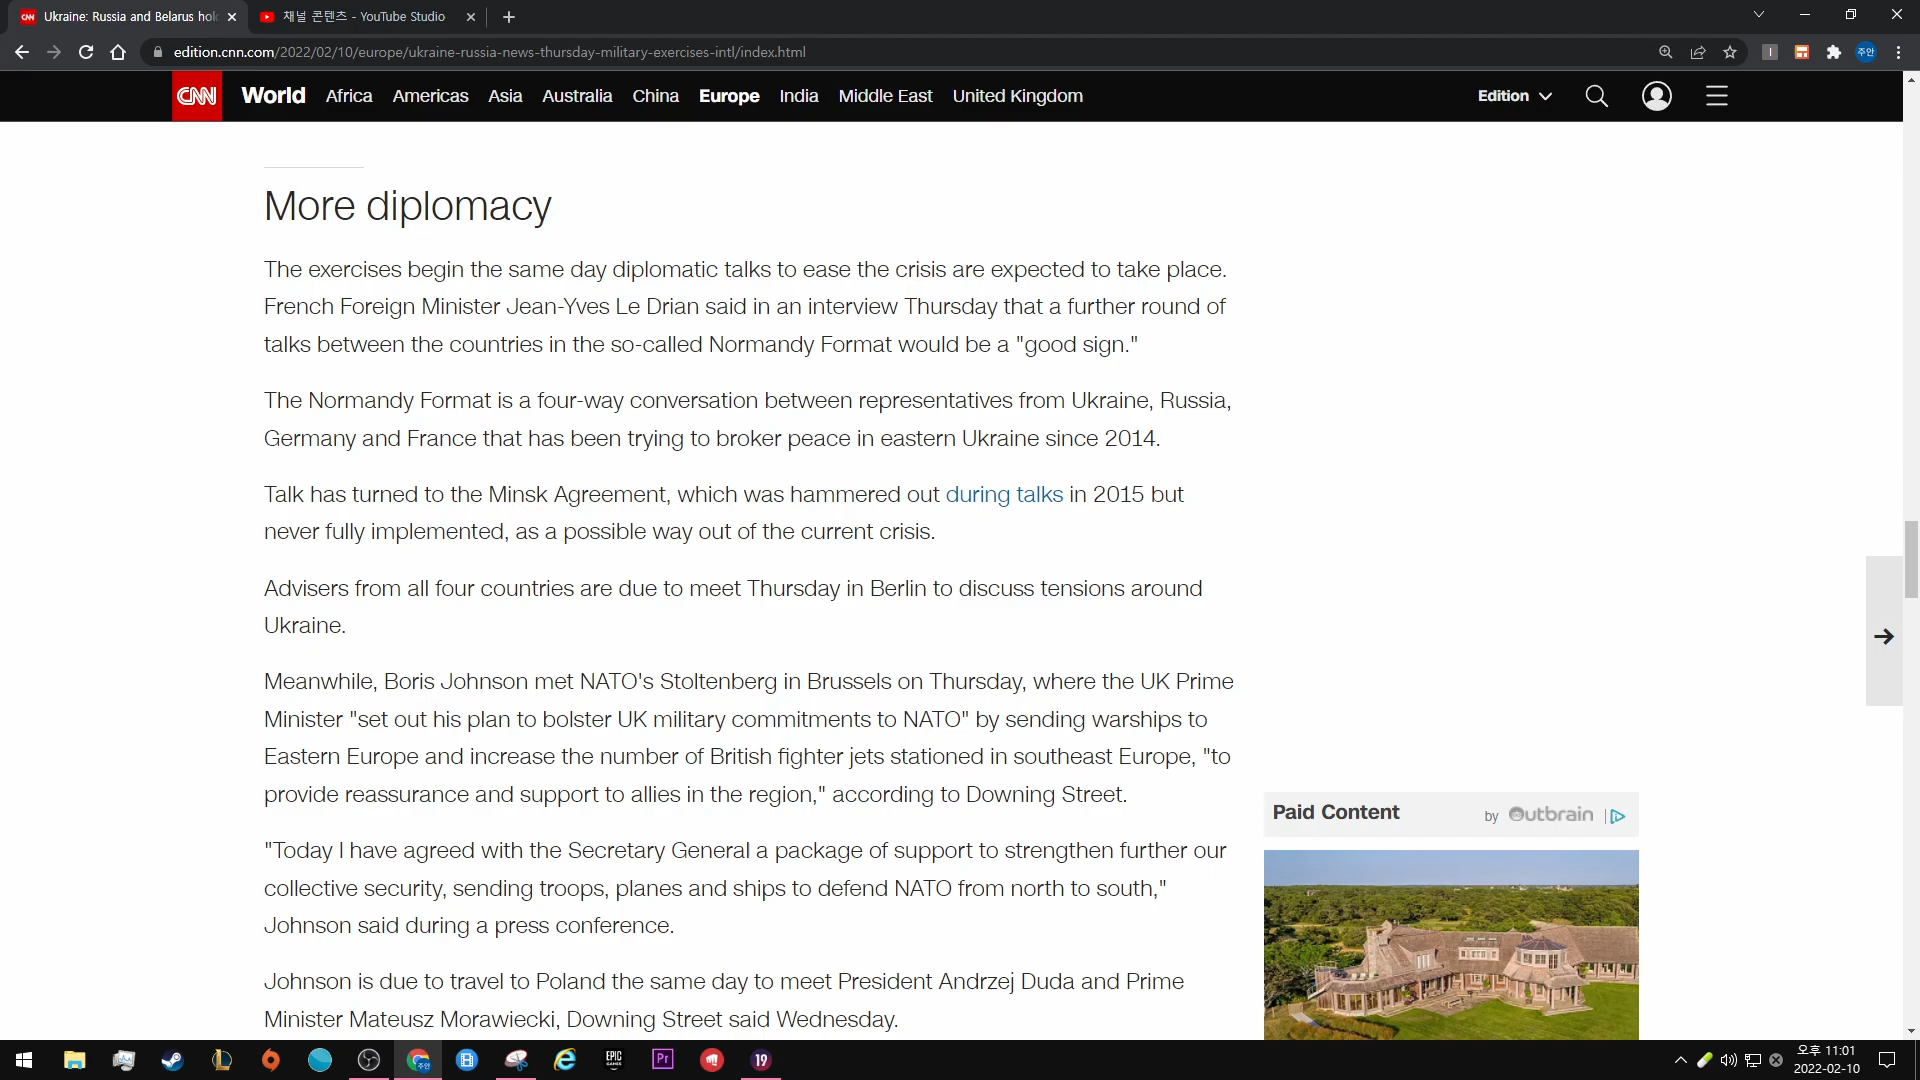 Ukraine: Russia and Belarus hol
채널 콘텐츠 - YouTube Studio
edition.cnn.com/2022/02/10/europe/ukraine-russia-news-thursday-military-exercises-intl/index.html
주안
CNN World Africa Americas Asia Australia China Europe India Middle East United Kingdom Edition
More diplomacy
The exercises begin the same day diplomatic talks to ease the crisis are expected to take place.
French Foreign Minister Jean-Yves Le Drian said in an interview Thursday that a further round of
talks between the countries in the so-called Normandy Format would be a "good sign."
The Normandy Format is a four-way conversation between representatives from Ukraine, Russia,
Germany and France that has been trying to broker peace in eastern Ukraine since 2014.
Talk has turned to the Minsk Agreement, which was hammered out during talks in 2015 but
never fully implemented, as a possible way out of the current crisis.
Advisers from all four countries are due to meet Thursday in Berlin to discuss tensions around
Ukraine.
Meanwhile, Boris Johnson met NATO's Stoltenberg in Brussels on Thursday, where the UK Prime
Minister "set out his plan to bolster UK military commitments to NATO" by sending warships to
Eastern Europe and increase the number of British fighter jets stationed in southeast Europe, "to
provide reassurance and support to allies in the region," according to Downing Street.
"Today I have agreed with the Secretary General a package of support to strengthen further our
collective security, sending troops, planes and ships to defend NATO from north to south,"
Johnson said during a press conference.
Johnson is due to travel to Poland the same day to meet President Andrzej Duda and Prime
Minister Mateusz Morawiecki, Downing Street said Wednesday.
Paid Content by Outbrain
EPIC GAMES
Pr
19
오후 11:01
2022-02-10